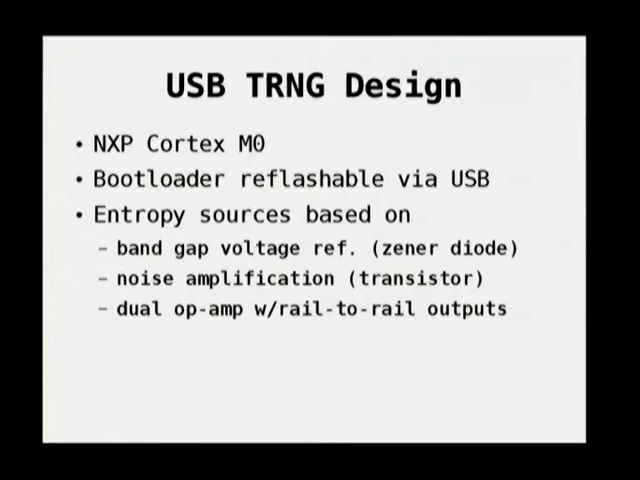 USB TRNG Design
• NXP Cortex M0
• Bootloader reflashable via USB
• Entropy sources based on
– band gap voltage ref. (zener diode)
– noise amplification (transistor)
– dual op-amp w/rail-to-rail outputs